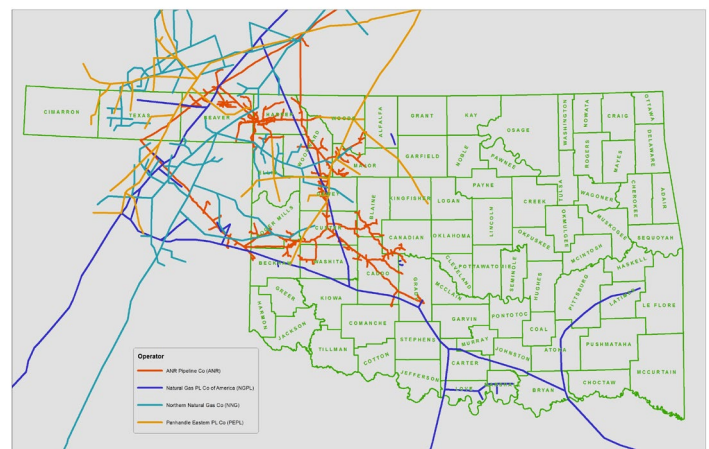 CIMARRON
TEXAS
BEAVER
HARPER
WOODS
ALFALFA
GRANT
KAY
OSAGE
WASHINGTON
NOWATA
CRAIG
OTTAWA
WOODWARD
MAJOR
GARFIELD
NOBLE
PAWNEE
ROGERS
MAYES
DELAWARE
DEWEY
BLAINE
KINGFISHER
LOGAN
PAYNE
CREEK
TULSA
WAGONER
CHEROKEE
ADAIR
ROGER MILLS
CUSTER
CANADIAN
OKLAHOMA
LINCOLN
OKFUSKEE
OKMULGEE
MUSKOGEE
SEQUOYAH
BECKHAM
WASHITA
CADDO
GRADY
CLEVELAND
MCCLAIN
POTTAWATOMIE
SEMINOLE
HUGHES
MCINTOSH
HASKELL
PITTSBURG
LATIMER
LE FLORE
GREER
KIOWA
HARMON
JACKSON
COMANCHE
STEPHENS
GARVIN
PONTOTOC
COAL
TILLMAN
COTTON
JEFFERSON
CARTER
MURRAY
JOHNSTON
ATOKA
PUSHMATAHA
MCCURTAIN
LOVE
BRYAN
CHOCTAW
Operator
ANR Pipeline Co (ANR)
Natural Gas PL Co of America (NGPL)
Northern Natural Gas Co (NNG)
Panhandle Eastern PL Co (PEPL)